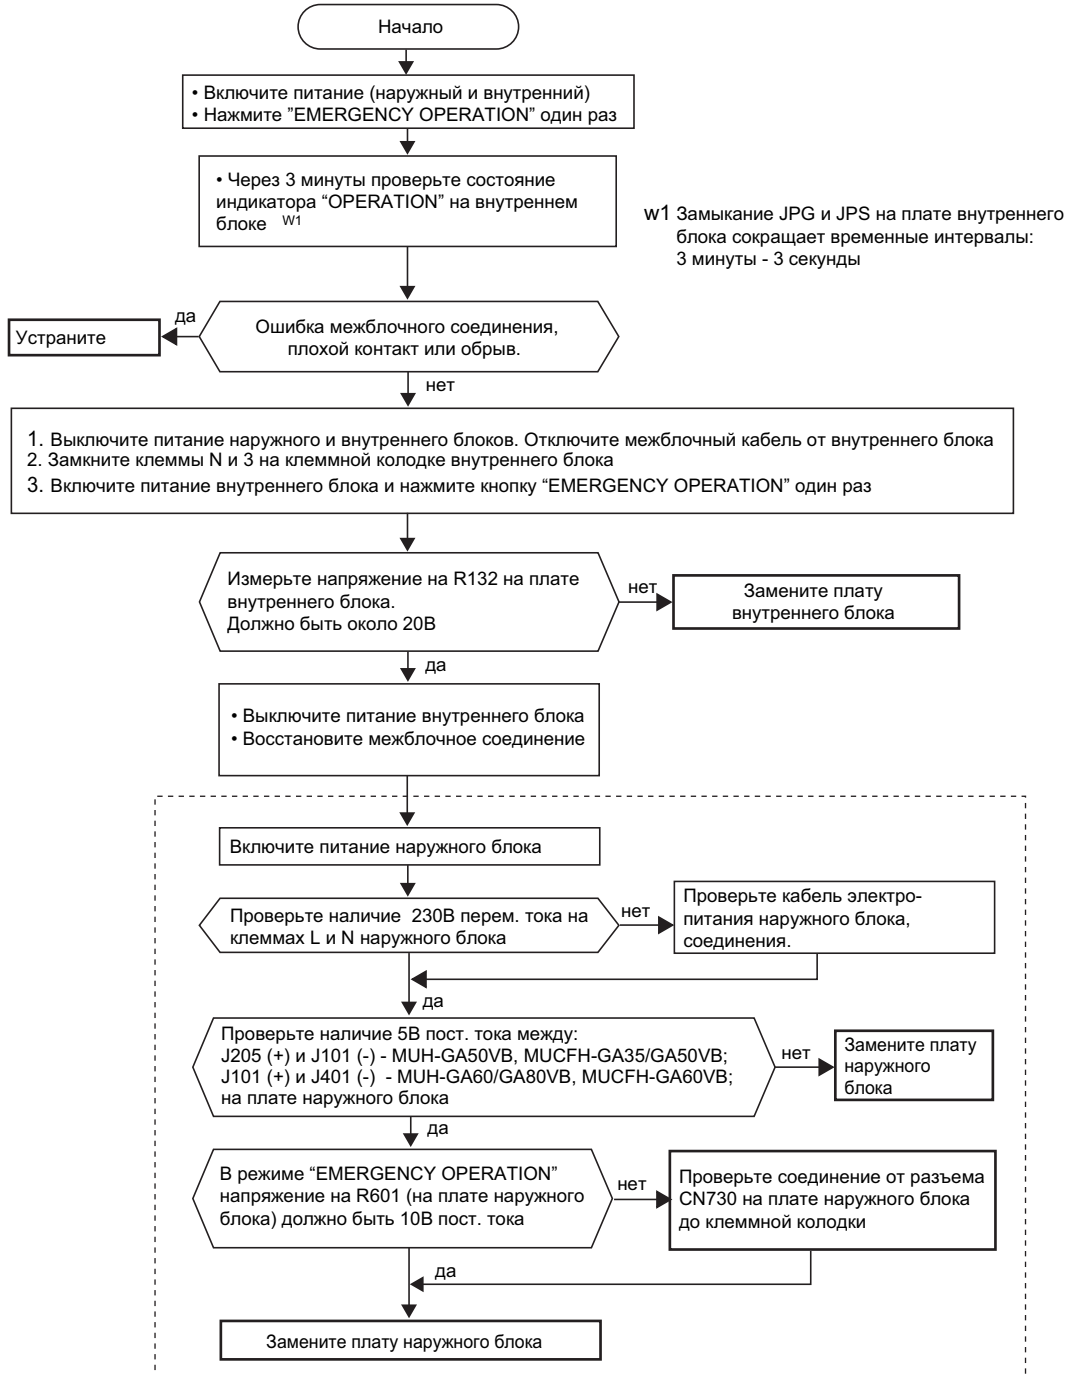 Начало
• Включите питание (наружный и внутренний)
• Нажмите ”EMERGENCY OPERATION” один раз
• Через 3 минуты проверьте состояние
индикатора “OPERATION” на внутреннем
блоке W1
w1 Замыкание JPG и JPS на плате внутреннего
блока сокращает временные интервалы:
3 минуты - 3 секунды
Ошибка межблочного соединения,
плохой контакт или обрыв.
да
Устраните
нет
1. Выключите питание наружного и внутреннего блоков. Отключите межблочный кабель от внутреннего блока
2. Замкните клеммы N и 3 на клеммной колодке внутреннего блока
3. Включите питание внутреннего блока и нажмите кнопку “EMERGENCY OPERATION” один раз
Измерьте напряжение на R132 на плате
внутреннего блока.
Должно быть около 20В
нет
Замените плату
внутреннего блока
да
• Выключите питание внутреннего блока
• Восстановите межблочное соединение
Включите питание наружного блока
Проверьте наличие 230В перем. тока на
клеммах L и N наружного блока
нет
Проверьте кабель электро-
питания наружного блока,
соединения.
да
Проверьте наличие 5В пост. тока между:
J205 (+) и J101 (-) - MUH-GA50VB, MUCFH-GA35/GA50VB;
J101 (+) и J401 (-) - MUH-GA60/GA80VB, MUCFH-GA60VB;
на плате наружного блока
нет
Замените плату
наружного
блока
да
В режиме “EMERGENCY OPERATION”
напряжение на R601 (на плате наружного
блока) должно быть 10В пост. тока
нет
Проверьте соединение от разъема
CN730 на плате наружного блока
до клеммной колодки
да
Замените плату наружного блока